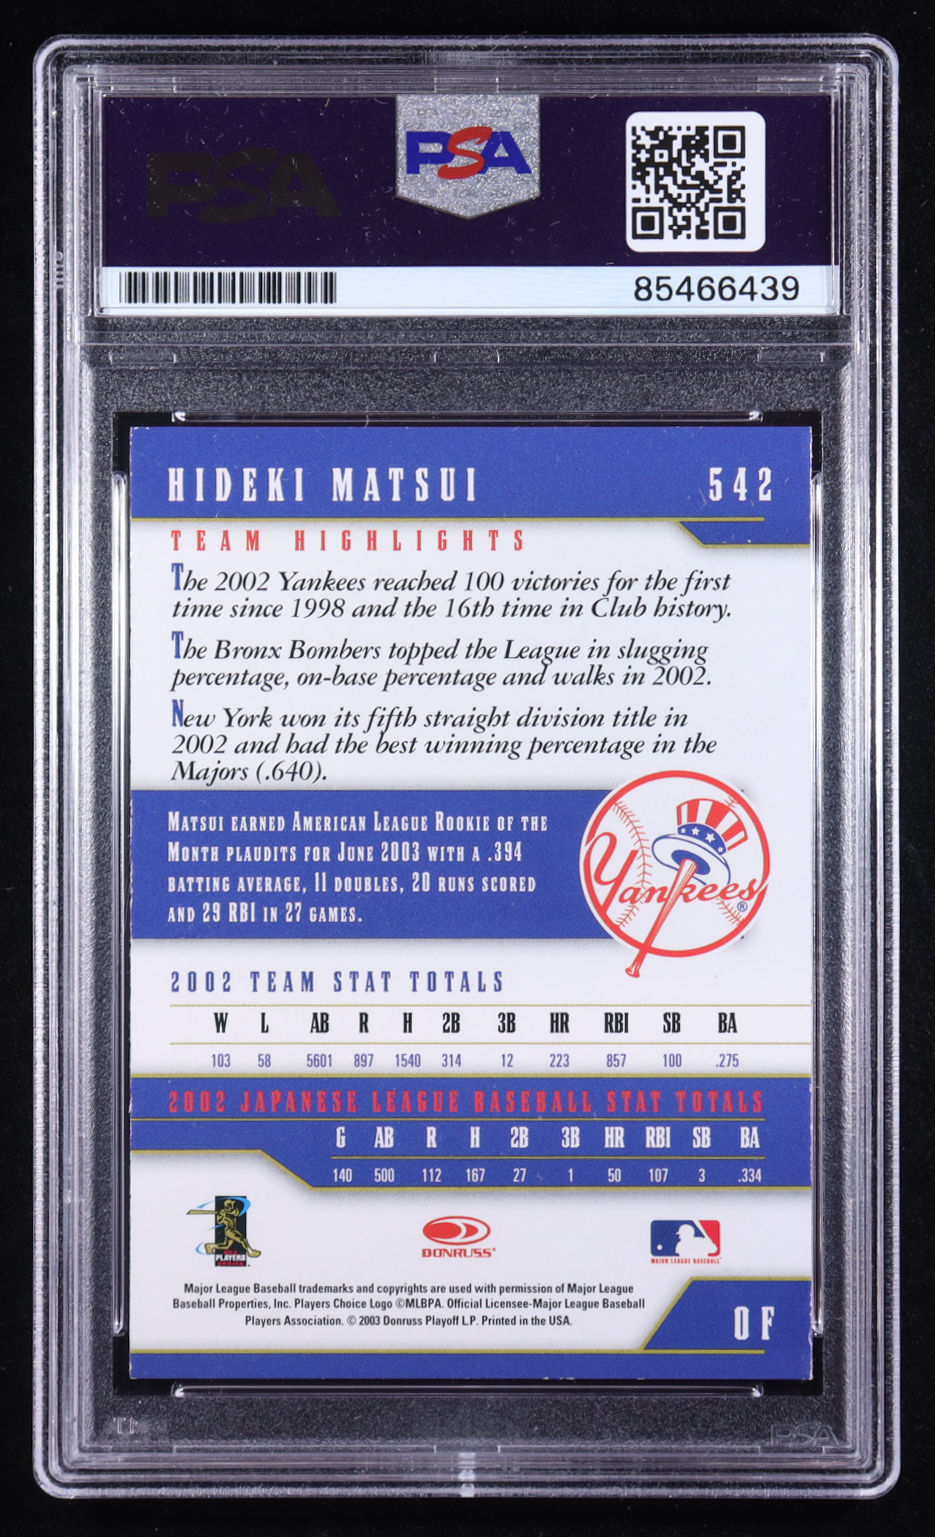 PSA
PSA
85466439
HIDEKI MATSUI 542
TEAM HIGHLIGHTS
The 2002 Yankees reached 100 victories for the first
time since 1998 and the 16th time in Club history.
The Bronx Bombers topped the League in slugging
percentage, on-base percentage and walks in 2002.
New York won its fifth straight division title in
2002 and had the best winning percentage in the
Majors (.640).
MATSUI EARNED AMERICAN LEAGUE ROOKIE OF THE
MONTH PLAUDITS FOR JUNE 2003 WITH A .394
BATTING AVERAGE, 11 DOUBLES, 20 RUNS SCORED
AND 29 RBI IN 27 GAMES.
Yankees®
2002 TEAM STAT TOTALS
W L AB R H 2B 3B HR RBI SB BA
103 58 5601 897 1540 314 12 223 857 100 .275
2002 JAPANESE LEAGUE BASEBALL STAT TOTALS
G AB R H 2B 3B HR RBI SB BA
140 500 112 167 27 1 50 107 3 .334
PLAYERS
DONRUSS
MAJOR LEAGUE BASEBALL
Major League Baseball trademarks and copyrights are used with permission of Major League
Baseball Properties, Inc. Players Choice Logo ©MLBPA. Official Licensee-Major League Baseball
Players Association. © 2003 Donruss Playoff L.P. Printed in the USA.
OF
PSA